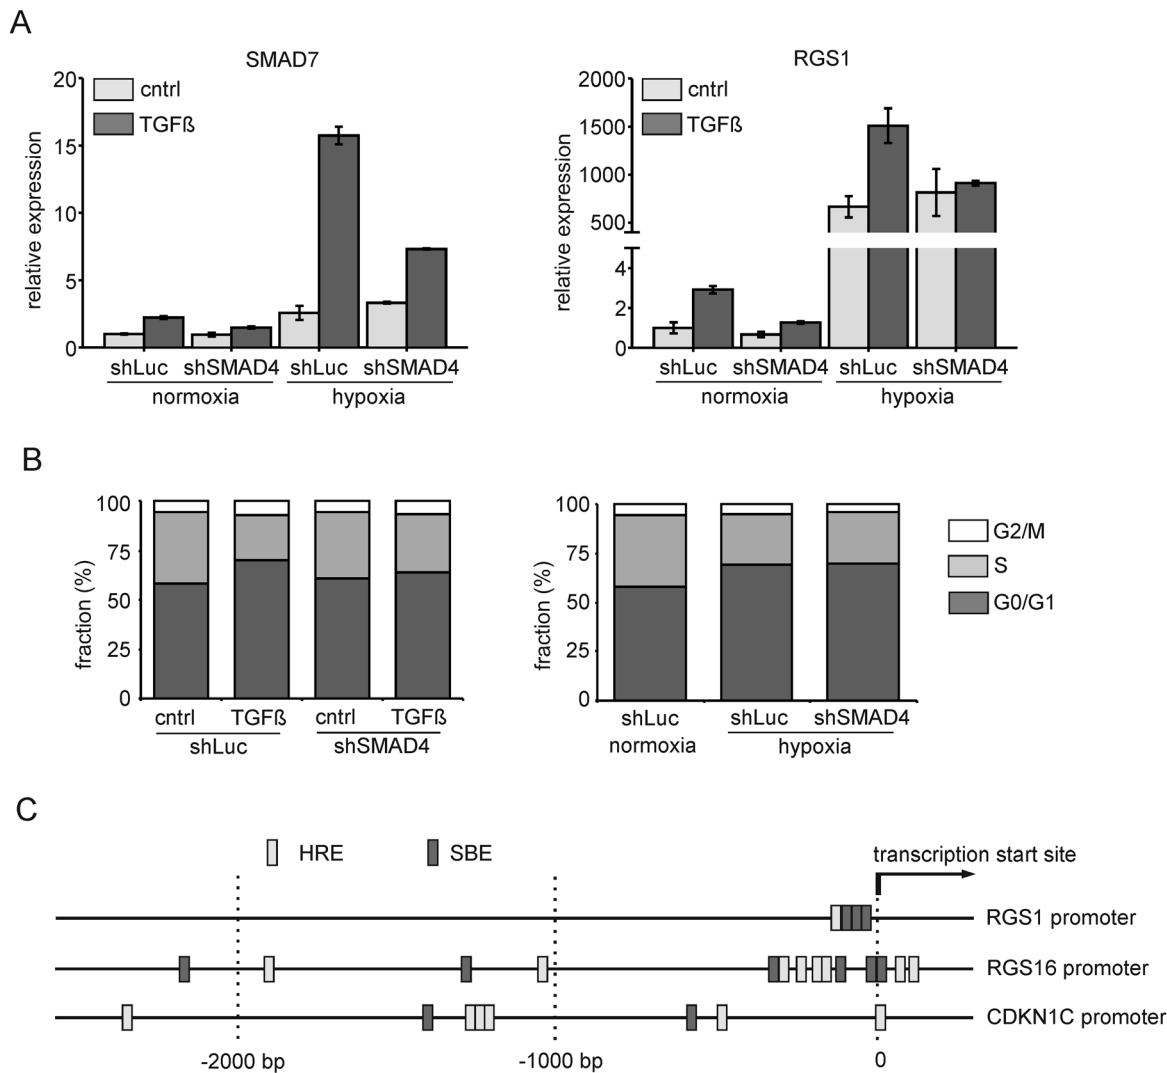 A
SMAD7
RGS1
20
15
10
5
0
relative expression
cntrl
TGFß
shLuc shSMAD4 shLuc shSMAD4
normoxia hypoxia
2000
1500
1000
500
4
2
0
relative expression
cntrl
TGFß
shLuc shSMAD4 shLuc shSMAD4
normoxia hypoxia
B
100
75
50
25
0
fraction (%)
cntrl TGFß cntrl TGFß
shLuc shSMAD4
100
75
50
25
0
fraction (%)
shLuc shLuc shSMAD4
normoxia hypoxia
G2/M
S
G0/G1
C
HRE SBE
transcription start site
RGS1 promoter
RGS16 promoter
CDKN1C promoter
-2000 bp -1000 bp 0